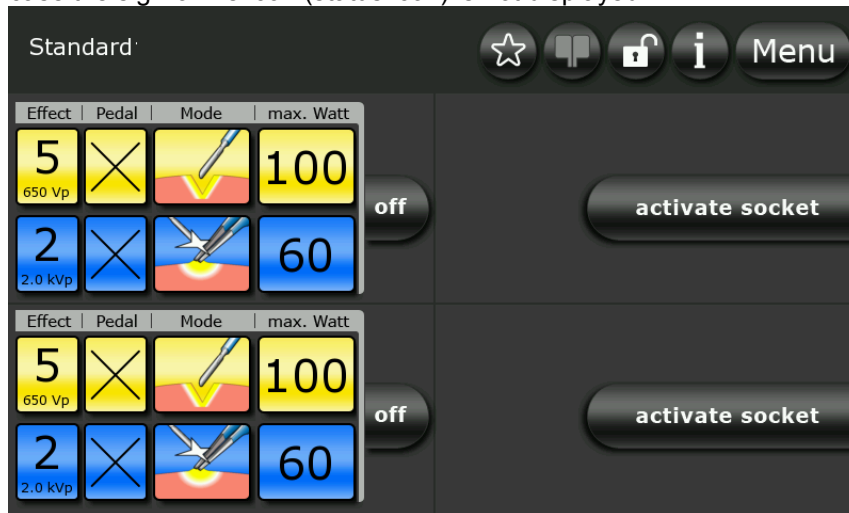 Standard
i
Menu
Effect | Pedal | Mode | max. Watt
5
650 Vp
100
2
2.0 kVp
60
off
activate socket
Effect | Pedal | Mode | max. Watt
5
650 Vp
100
2
2.0 kVp
60
off
activate socket